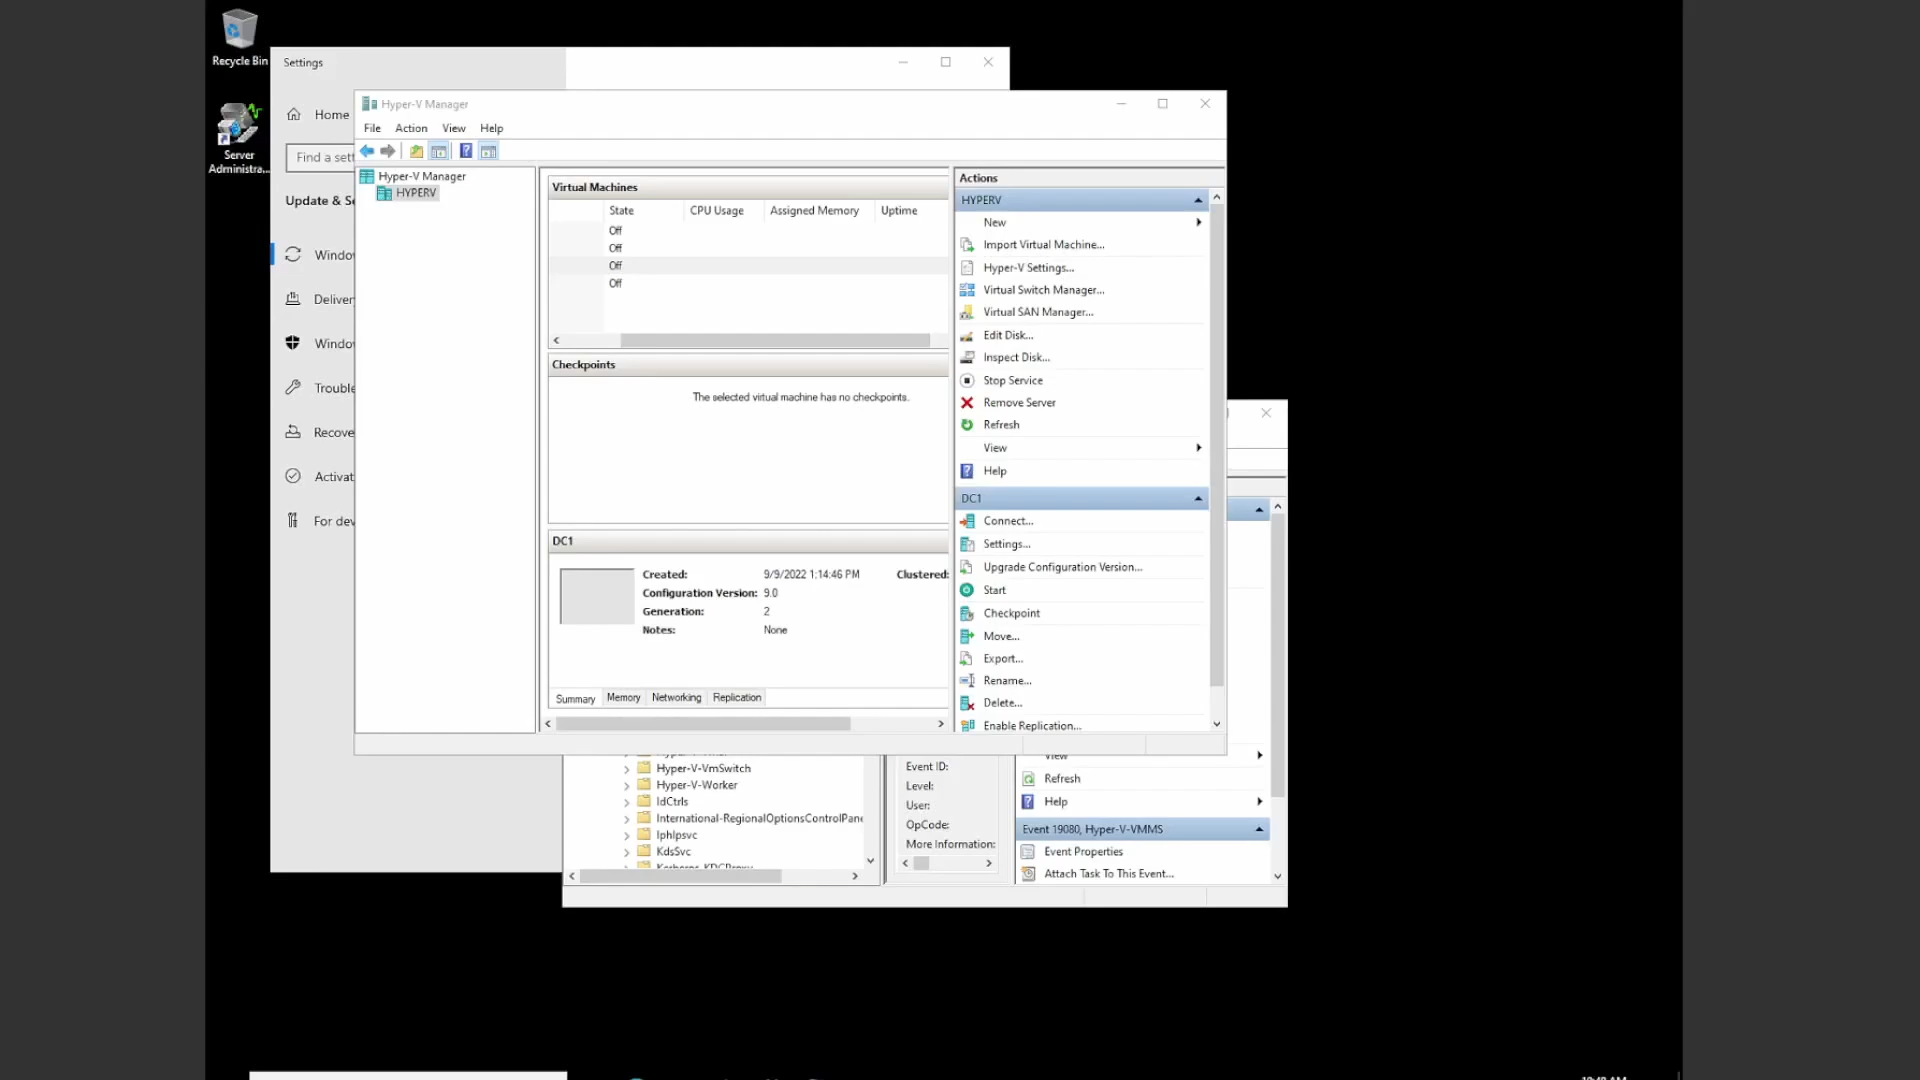 Recycle Bin
Server
Administra...
Settings
Home
Find a sett
Update & Se
Windo
Deliver
Windo
Trouble
Recove
Activat
For dev
Hyper-V Manager
File Action View Help
Hyper-V Manager
HYPERV
Virtual Machines
State CPU Usage Assigned Memory Uptime
Off
Off
Off
Off
Checkpoints
The selected virtual machine has no checkpoints.
DC1
Created: 9/9/2022 1:14:46 PM Clustered:
Configuration Version: 9.0
Generation: 2
Notes: None
Summary Memory Networking Replication
Actions
HYPERV
New
Import Virtual Machine...
Hyper-V Settings...
Virtual Switch Manager...
Virtual SAN Manager...
Edit Disk...
Inspect Disk...
Stop Service
Remove Server
Refresh
View
Help
DC1
Connect...
Settings...
Upgrade Configuration Version...
Start
Checkpoint
Move...
Export...
Rename...
Delete...
Enable Replication...
Hyper-V-VmSwitch
Hyper-V-Worker
IdCtrls
International-RegionalOptionsControlPane
Iphlpsvc
KdsSvc
Event ID:
Level:
User:
OpCode:
More Information:
View
Refresh
Help
Event 19080, Hyper-V-VMMS
Event Properties
Attach Task To This Event...